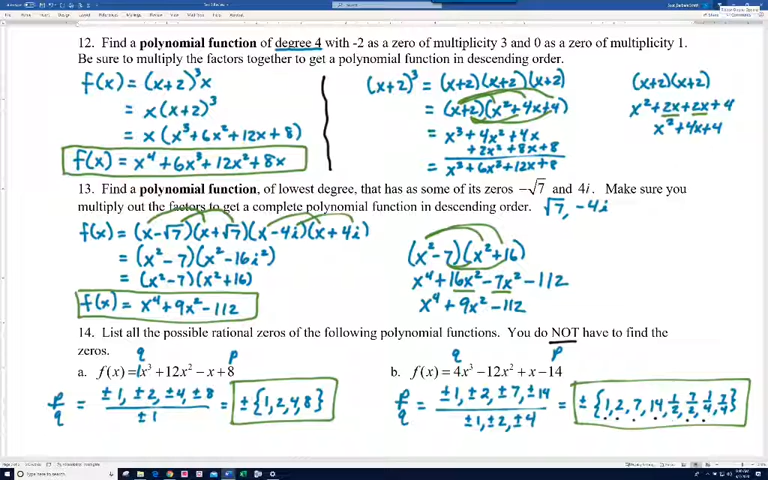 12. Find a polynomial function of degree 4 with -2 as a zero of multiplicity 3 and 0 as a zero of multiplicity 1.
Be sure to multiply the factors together to get a polynomial function in descending order.
f(x) = (x+2)³x
= x(x+2)³
= x(x³+6x²+12x+8)
f(x) = x⁴+6x³+12x²+8x
(x+2)³ = (x+2)(x+2)(x+2)
= (x+2)(x²+4x+4)
= x³+4x²+4x
+2x²+8x+8
= x³+6x²+12x+8
(x+2)(x+2)
x²+2x+2x+4
x²+4x+4
13. Find a polynomial function, of lowest degree, that has as some of its zeros −√7 and 4i. Make sure you
multiply out the factors to get a complete polynomial function in descending order. √7, −4i
f(x) = (x−√7)(x+√7)(x−4i)(x+4i)
= (x²−7)(x²−16i²)
= (x²−7)(x²+16)
f(x) = x⁴+9x²−112
(x²−7)(x²+16)
x⁴+16x²−7x²−112
x⁴+9x²−112
14. List all the possible rational zeros of the following polynomial functions. You do NOT have to find the
zeros.
q p
a. f(x) = 1x³ + 12x² − x + 8
p/q = ±1, ±2, ±4, ±8 / ±1 = ±{1, 2, 4, 8}
q p
b. f(x) = 4x³ − 12x² + x − 14
p/q = ±1, ±2, ±7, ±14 / ±1, ±2, ±4 = ±{1, 2, 7, 14, 1/2, 7/2, 1/4, 7/4}